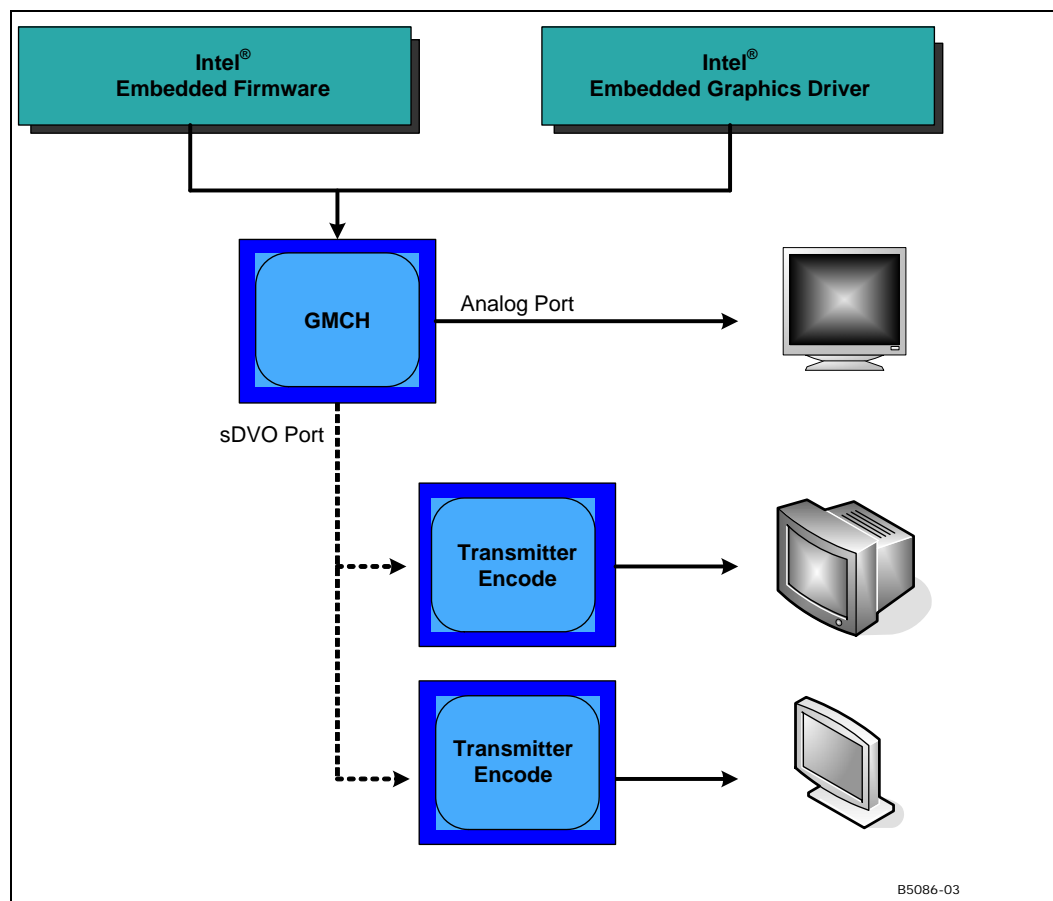 Intel®
Embedded Firmware
Intel®
Embedded Graphics Driver
GMCH
Analog Port
sDVO Port
Transmitter
Encode
Transmitter
Encode
B5086-03